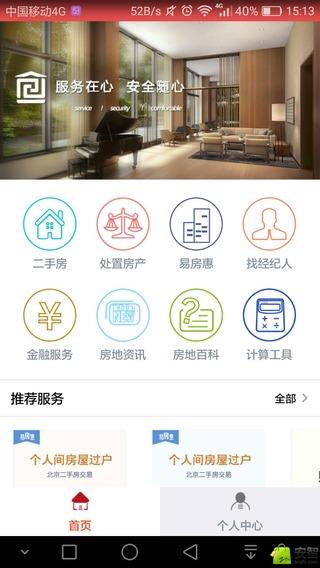 中国移动4G 52B/s 4G 40% 15:13
服务在心 安全随心
service | security | comfortable
二手房 处置房产 易房惠 找经纪人
NEW
金融服务 房地资讯 房地百科 计算工具
推荐服务 全部
个人间房屋过户 个人间房屋过户
北京二手房交易 北京二手房交易
首页 个人中心
安智